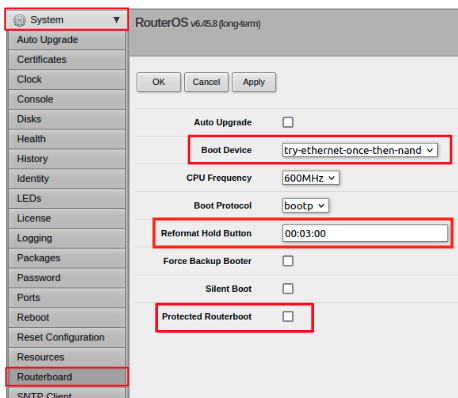 System ▼
RouterOS v6.45.8 (long-term)
Auto Upgrade
Certificates
Clock
Console
Disks
Health
History
Identity
LEDs
License
Logging
Packages
Password
Ports
Reboot
Reset Configuration
Resources
Routerboard
SNTP Client
OK Cancel Apply
Auto Upgrade
Boot Device try-ethernet-once-then-nand
CPU Frequency 600MHz
Boot Protocol bootp
Reformat Hold Button 00:03:00
Force Backup Booter
Silent Boot
Protected Routerboot